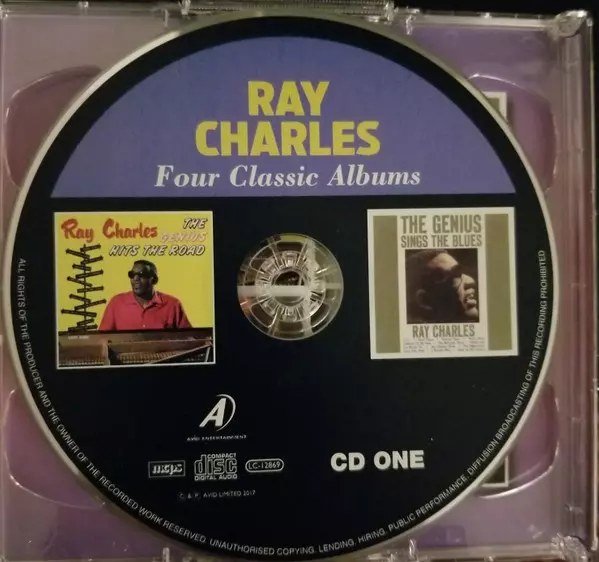 RAY
CHARLES
Four Classic Albums
Ray Charles
THE
GENIUS
HITS THE ROAD
THE GENIUS
SINGS THE BLUES
RAY CHARLES
AVID ENTERTAINMENT
mcps
COMPACT
disc
DIGITAL AUDIO
LC-12869
CD ONE
© & ℗ AVID LIMITED 2017
ALL RIGHTS OF THE PRODUCER AND THE OWNER OF THE RECORDED WORK RESERVED. UNAUTHORISED COPYING, LENDING, HIRING, PUBLIC PERFORMANCE, DIFFUSION BROADCASTING OF THIS RECORDING PROHIBITED